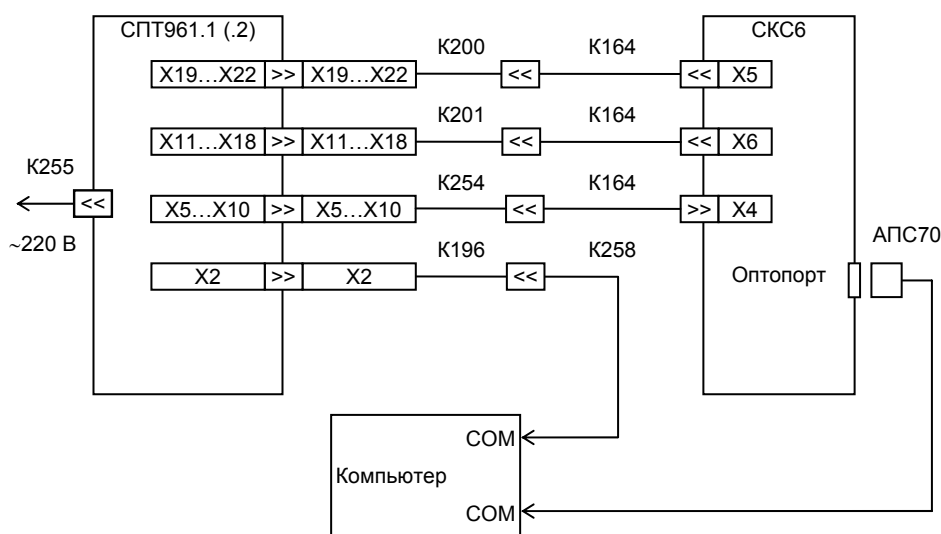 СПТ961.1 (.2)
СКС6
К200
К164
X19...X22 >> X19...X22 << << X5
К201
К164
X11...X18 >> X11...X18 << << X6
К255
<<
~220 В
К254
К164
X5...X10 >> X5...X10 << >> X4
АПС70
К196
К258
X2 >> X2 <<
Оптопорт
COM
Компьютер
COM